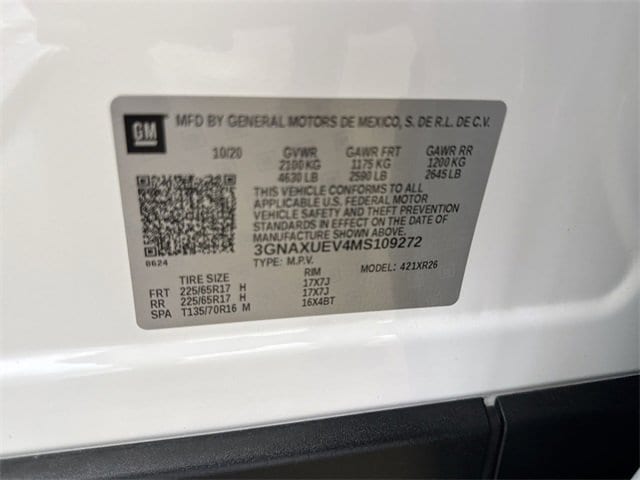 GM
MFD BY GENERAL MOTORS DE MEXICO, S. DE R.L. DE C.V.
10/20 GVWR GAWR FRT GAWR RR
2100 KG 1175 KG 1200 KG
4630 LB 2590 LB 2645 LB
THIS VEHICLE CONFORMS TO ALL
APPLICABLE U.S. FEDERAL MOTOR
VEHICLE SAFETY AND THEFT PREVENTION
STANDARDS IN EFFECT ON THE DATE OF
MANUFACTURE SHOWN ABOVE.
3GNAXUEV4MS109272
8624
TYPE: M.P.V. MODEL: 421XR26
TIRE SIZE RIM
FRT 225/65R17 H 17X7J
RR 225/65R17 H 17X7J
SPA T135/70R16 M 16X4BT